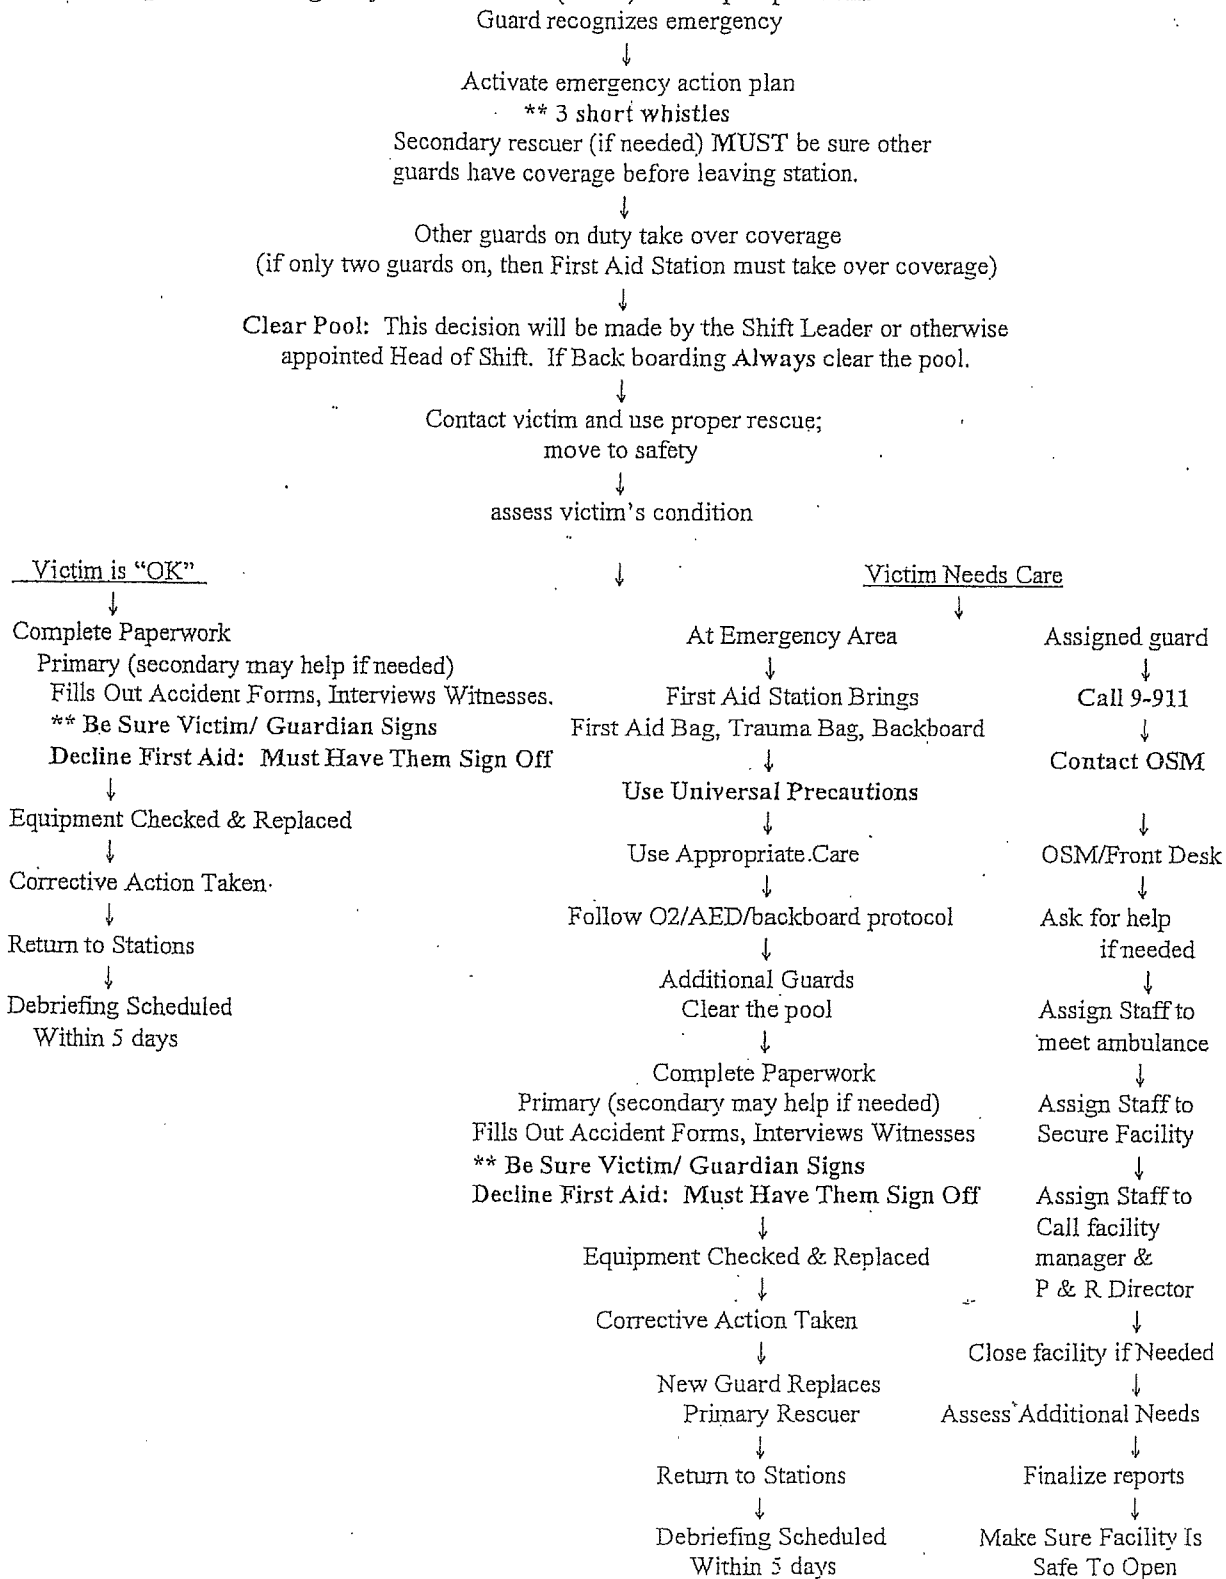 Guard recognizes emergency
↓
Activate emergency action plan
** 3 short whistles
Secondary rescuer (if needed) MUST be sure other
guards have coverage before leaving station.
↓
Other guards on duty take over coverage
(if only two guards on, then First Aid Station must take over coverage)
↓
Clear Pool: This decision will be made by the Shift Leader or otherwise
appointed Head of Shift. If Back boarding Always clear the pool.
↓
Contact victim and use proper rescue;
move to safety
↓
assess victim's condition
↓
Victim is "OK"
↓
Complete Paperwork
Primary (secondary may help if needed)
Fills Out Accident Forms, Interviews Witnesses.
** Be Sure Victim/ Guardian Signs
Decline First Aid: Must Have Them Sign Off
↓
Equipment Checked & Replaced
↓
Corrective Action Taken
↓
Return to Stations
↓
Debriefing Scheduled
Within 5 days
Victim Needs Care
↓
At Emergency Area
↓
First Aid Station Brings
First Aid Bag, Trauma Bag, Backboard
↓
Use Universal Precautions
↓
Use Appropriate.Care
↓
Follow O2/AED/backboard protocol
↓
Additional Guards
Clear the pool
↓
Complete Paperwork
Primary (secondary may help if needed)
Fills Out Accident Forms, Interviews Witnesses
** Be Sure Victim/ Guardian Signs
Decline First Aid: Must Have Them Sign Off
↓
Equipment Checked & Replaced
↓
Corrective Action Taken
↓
New Guard Replaces
Primary Rescuer
↓
Return to Stations
↓
Debriefing Scheduled
Within 5 days
Assigned guard
↓
Call 9-911
↓
Contact OSM
↓
OSM/Front Desk
↓
Ask for help
if needed
↓
Assign Staff to
meet ambulance
↓
Assign Staff to
Secure Facility
↓
Assign Staff to
Call facility
manager &
P & R Director
↓
Close facility if Needed
↓
Assess Additional Needs
↓
Finalize reports
↓
Make Sure Facility Is
Safe To Open